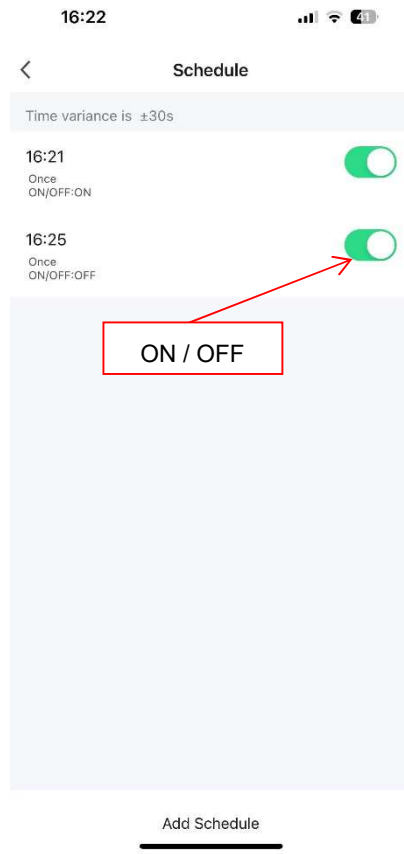 16:22
41
Schedule
Time variance is ±30s
16:21
Once
ON/OFF:ON
16:25
Once
ON/OFF:OFF
ON / OFF
Add Schedule